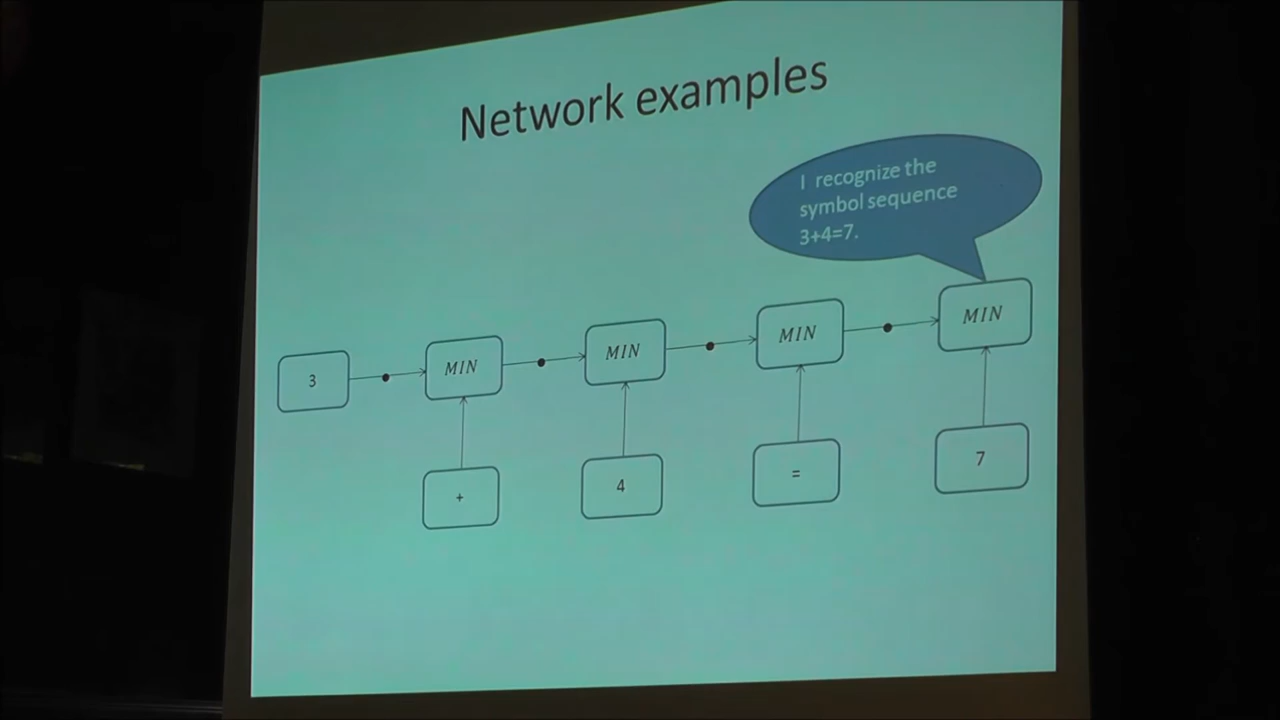 Network examples
I recognize the
symbol sequence
3+4=7.
3
MIN
MIN
MIN
MIN
+
4
=
7